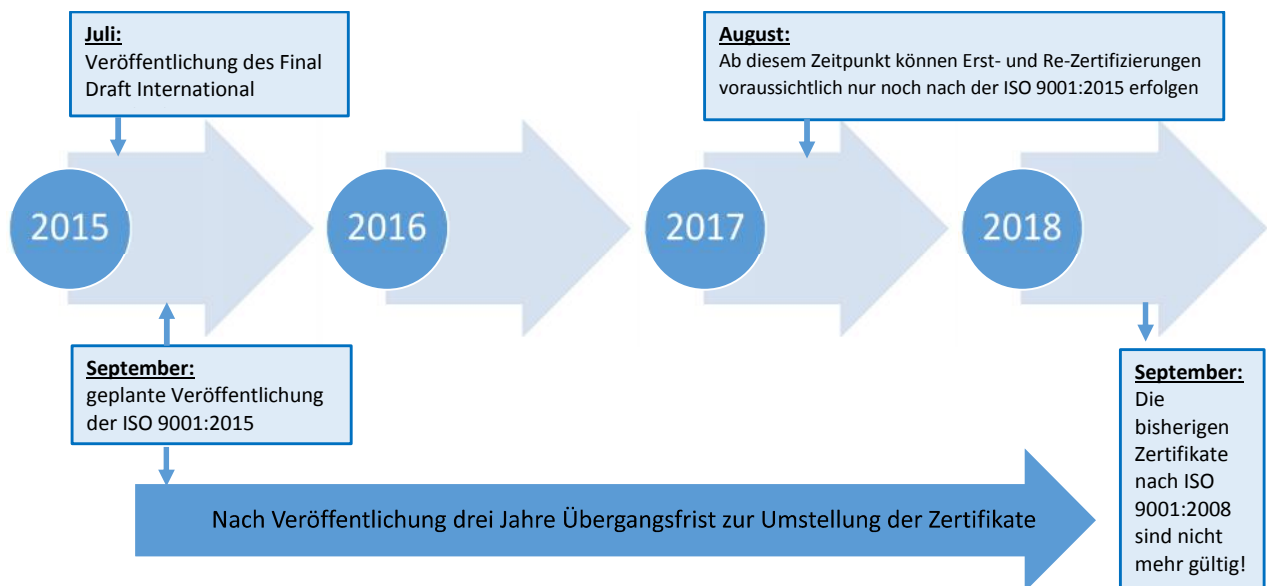 Juli:
Veröffentlichung des Final
Draft International
August:
Ab diesem Zeitpunkt können Erst- und Re-Zertifizierungen
voraussichtlich nur noch nach der ISO 9001:2015 erfolgen
2015
2016
2017
2018
September:
geplante Veröffentlichung
der ISO 9001:2015
September:
Die
bisherigen
Zertifikate
nach ISO
9001:2008
sind nicht
mehr gültig!
Nach Veröffentlichung drei Jahre Übergangsfrist zur Umstellung der Zertifikate